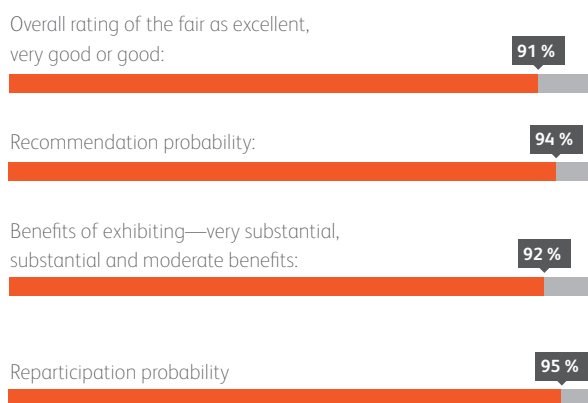 Overall rating of the fair as excellent,
very good or good:
91 %
Recommendation probability:
94 %
Benefits of exhibiting—very substantial,
substantial and moderate benefits:
92 %
Reparticipation probability
95 %